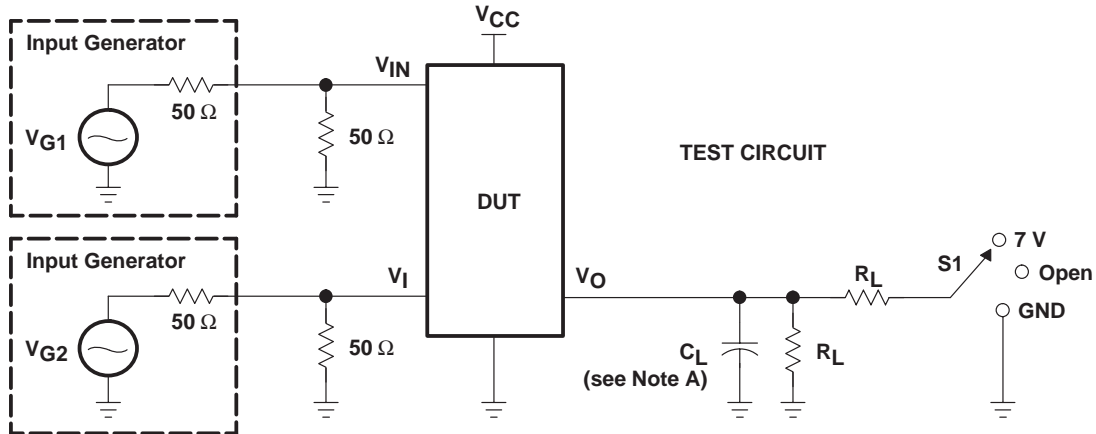 Input Generator
VG1
50 Ω
50 Ω
VIN
VCC
DUT
TEST CIRCUIT
Input Generator
VG2
50 Ω
50 Ω
VI
VO
CL
(see Note A)
RL
RL
S1
7 V
Open
GND